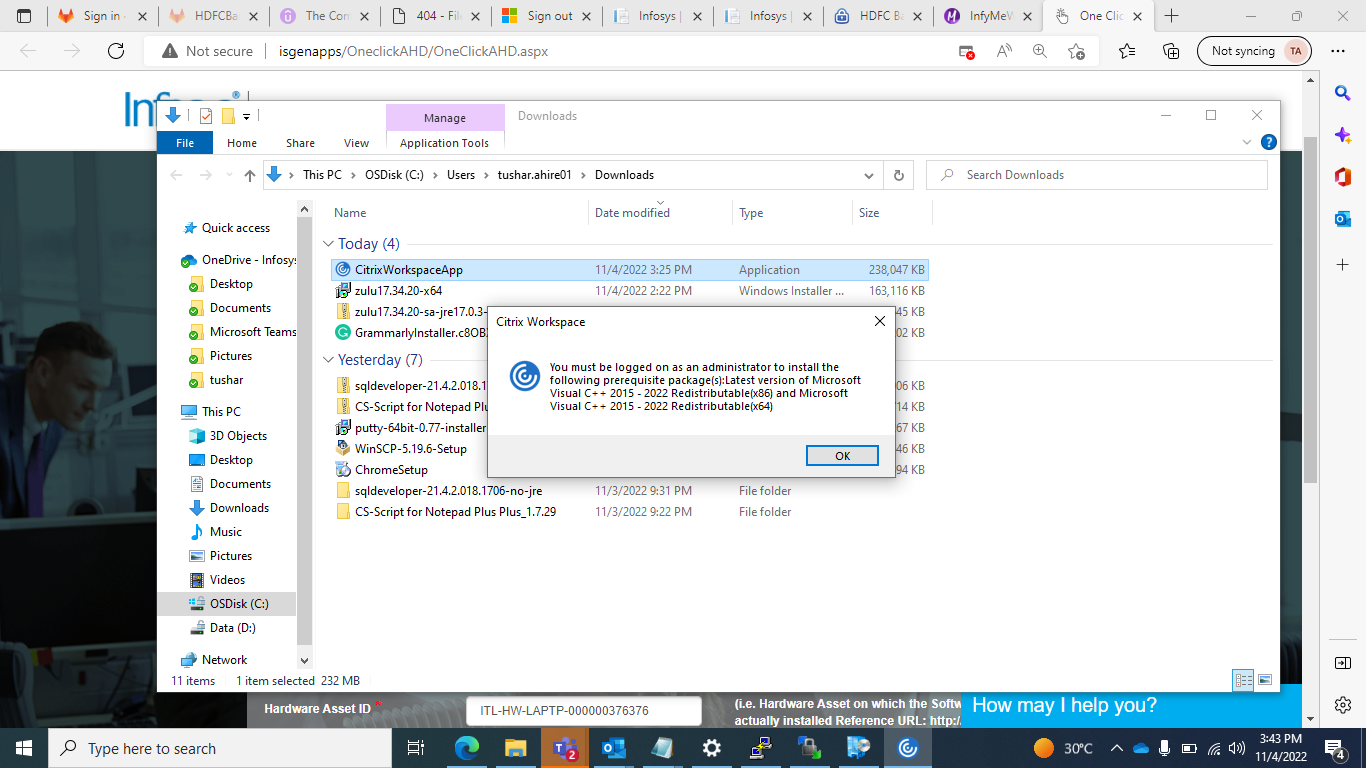 Sign in -
HDFCBa
The Com
404 - File
Sign out
Infosys |
Infosys |
HDFC Ba
InfyMeW
One Clic
Not secure
isgenapps/OneclickAHD/OneClickAHD.aspx
Not syncing
TA
Manage
Downloads
File
Home
Share
View
Application Tools
This PC
OSDisk (C:)
Users
tushar.ahire01
Downloads
Search Downloads
Name
Date modified
Type
Size
Quick access
OneDrive - Infosys
Desktop
Documents
Microsoft Teams
Pictures
tushar
This PC
3D Objects
Desktop
Documents
Downloads
Music
Pictures
Videos
OSDisk (C:)
Data (D:)
Network
Today (4)
CitrixWorkspaceApp 11/4/2022 3:25 PM Application 238,047 KB
zulu17.34.20-x64 11/4/2022 2:22 PM Windows Installer ... 163,116 KB
zulu17.34.20-sa-jre17.0.3- 45 KB
GrammarlyInstaller.c8OB 02 KB
Yesterday (7)
sqldeveloper-21.4.2.018.1 06 KB
CS-Script for Notepad Plu 14 KB
putty-64bit-0.77-installer 67 KB
WinSCP-5.19.6-Setup 46 KB
ChromeSetup 94 KB
sqldeveloper-21.4.2.018.1706-no-jre 11/3/2022 9:31 PM File folder
CS-Script for Notepad Plus Plus_1.7.29 11/3/2022 9:22 PM File folder
Citrix Workspace
You must be logged on as an administrator to install the
following prerequisite package(s):Latest version of Microsoft
Visual C++ 2015 - 2022 Redistributable(x86) and Microsoft
Visual C++ 2015 - 2022 Redistributable(x64)
OK
11 items
1 item selected 232 MB
Hardware Asset ID *
ITL-HW-LAPTP-000000376376
(i.e. Hardware Asset on which the Softw
actually installed Reference URL: http:/
How may I help you?
Type here to search
2
30°C
3:43 PM
11/4/2022
4